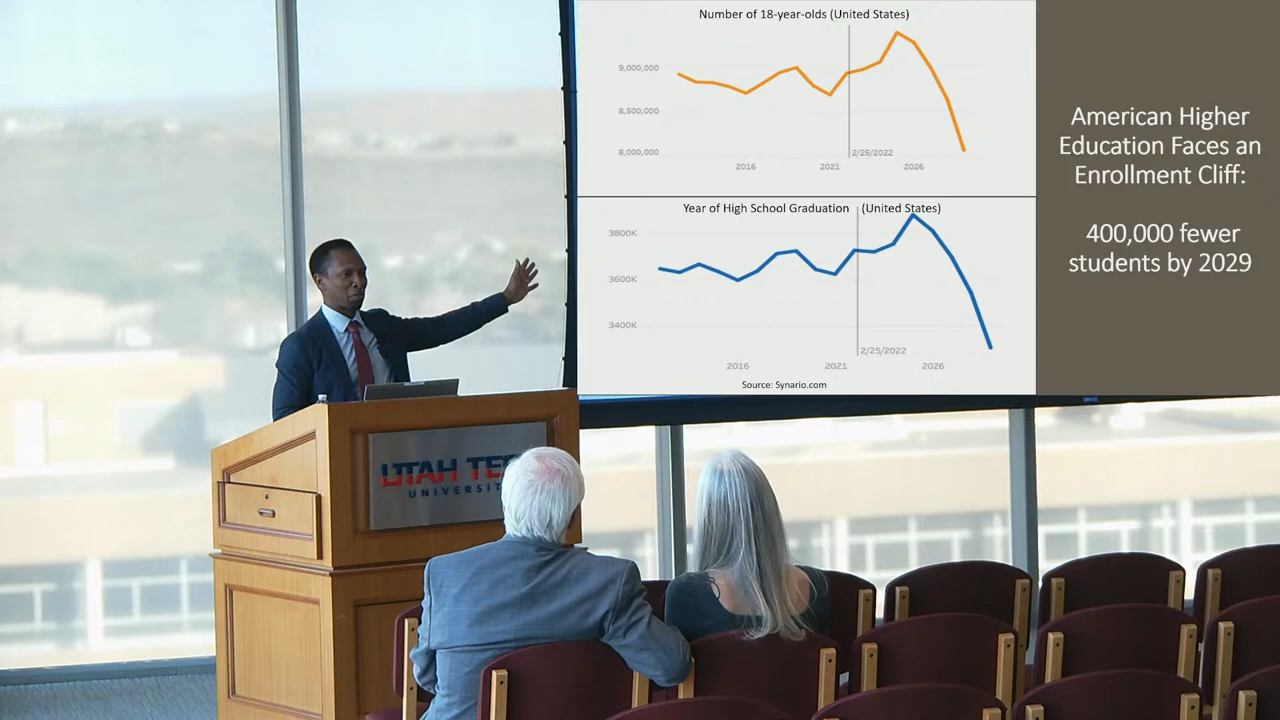 Number of 18-year-olds (United States)
9,000,000
8,500,000
8,000,000
2/25/2022
2016
2021
2026
Year of High School Graduation (United States)
3800K
3600K
3400K
2/25/2022
2016
2021
2026
Source: Synario.com
American Higher
Education Faces an
Enrollment Cliff:
400,000 fewer
students by 2029
UTAH